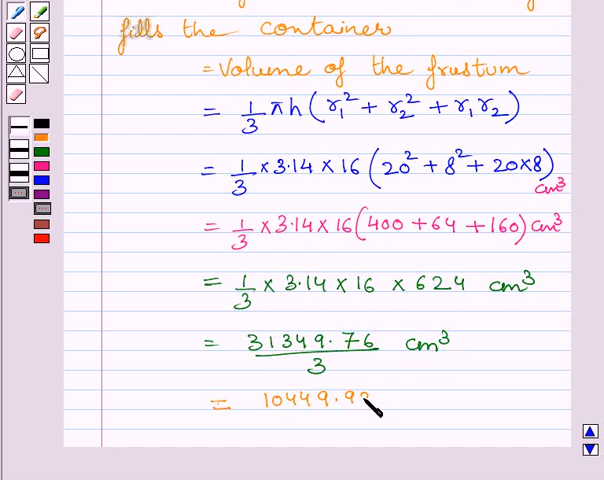 fills the container
= Volume of the frustum
= 1/3 πh (r₁² + r₂² + r₁r₂)
= 1/3 × 3.14 × 16 (20² + 8² + 20×8) cm³
= 1/3 × 3.14 × 16 (400 + 64 + 160) cm³
= 1/3 × 3.14 × 16 × 624 cm³
= 31349.76/3 cm³
= 10449.92